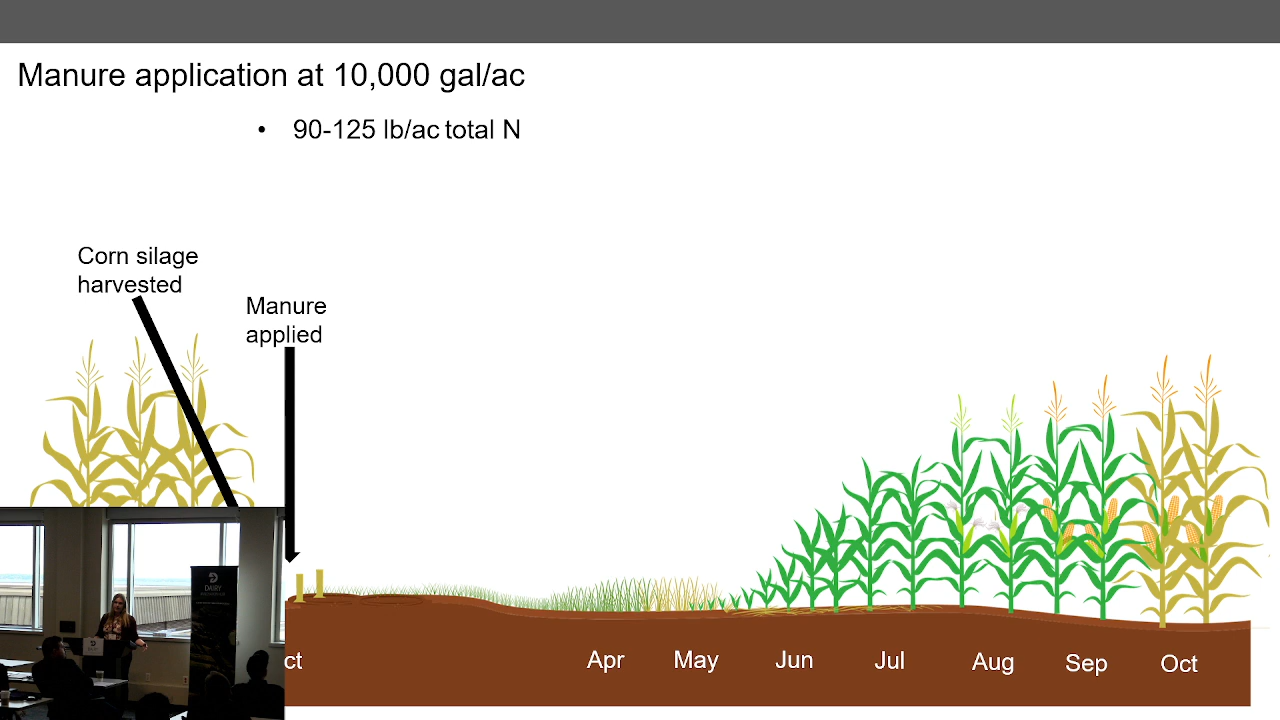 Manure application at 10,000 gal/ac
• 90-125 lb/ac total N
Corn silage
harvested
Manure
applied
ct
Apr
May
Jun
Jul
Aug
Sep
Oct
DAIRY